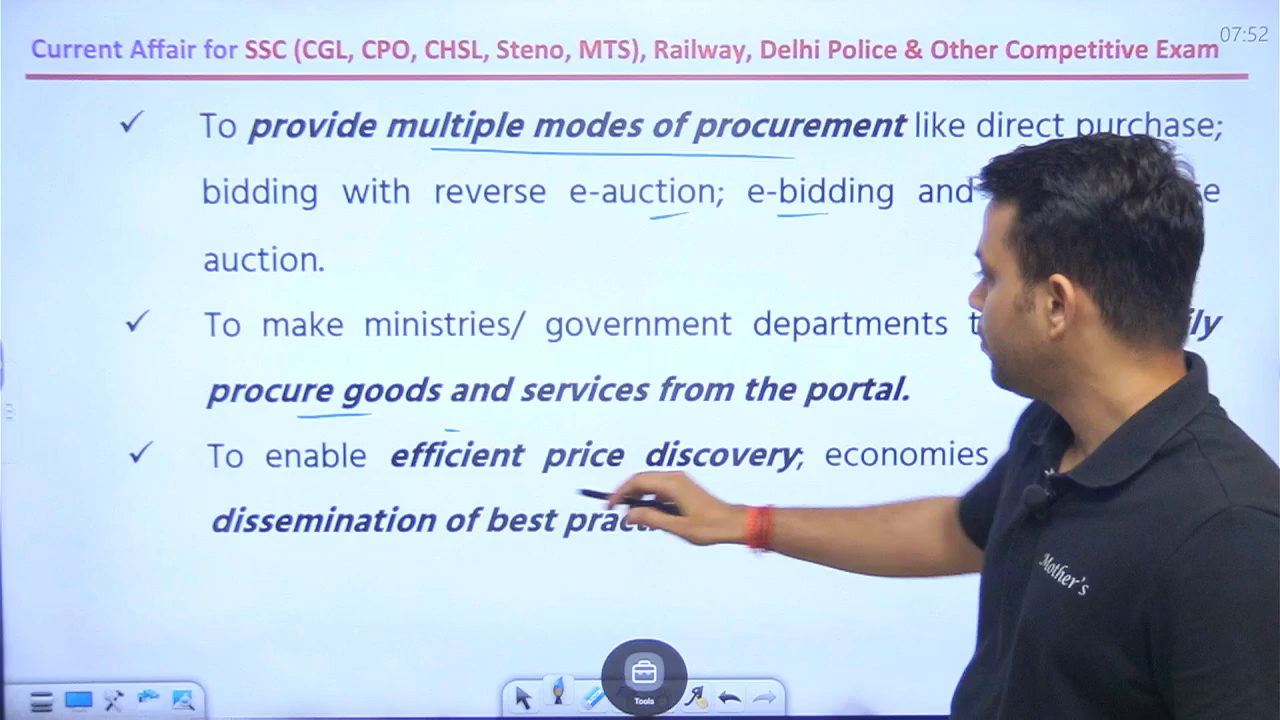 Current Affair for SSC (CGL, CPO, CHSL, Steno, MTS), Railway, Delhi Police & Other Competitive Exam
07:52
✓ To provide multiple modes of procurement like direct purchase;
bidding with reverse e-auction; e-bidding and
auction.
✓ To make ministries/ government departments
procure goods and services from the portal.
✓ To enable efficient price discovery; economies
dissemination of best
Mother's
Tools